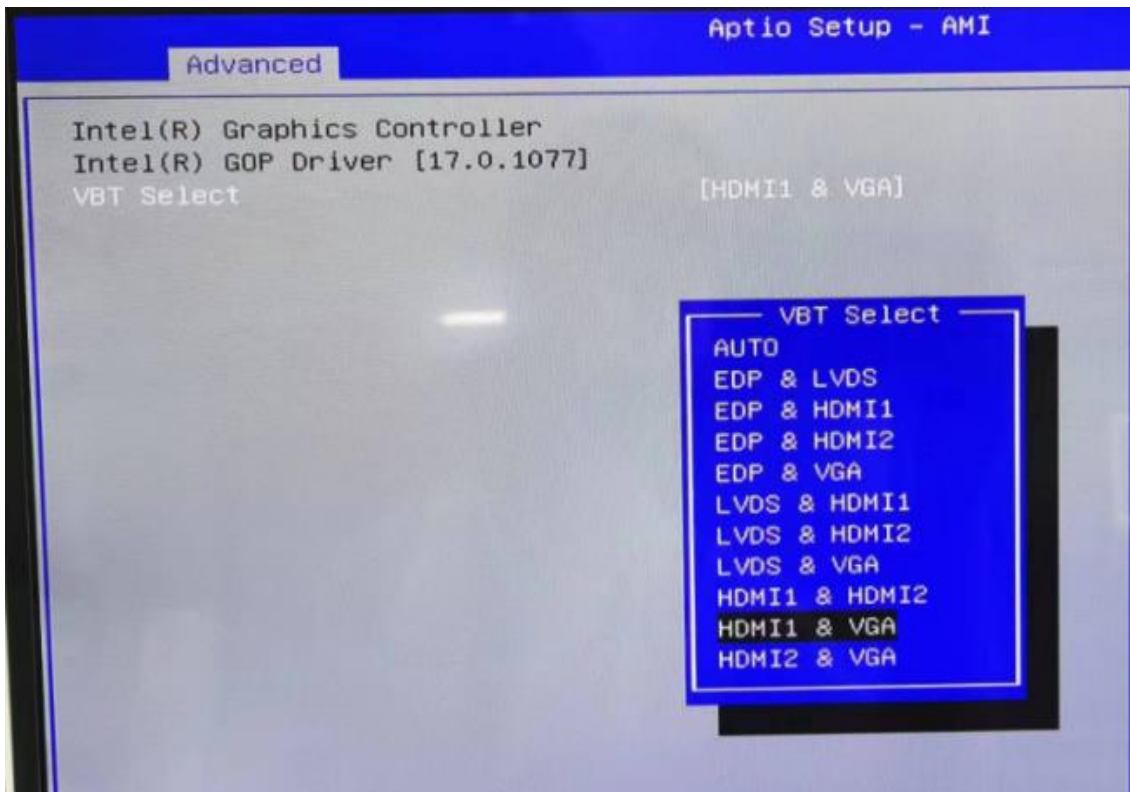 Aptio Setup - AMI
Advanced
Intel(R) Graphics Controller
Intel(R) GOP Driver [17.0.1077]
VBT Select [HDMI1 & VGA]
VBT Select
AUTO
EDP & LVDS
EDP & HDMI1
EDP & HDMI2
EDP & VGA
LVDS & HDMI1
LVDS & HDMI2
LVDS & VGA
HDMI1 & HDMI2
HDMI1 & VGA
HDMI2 & VGA